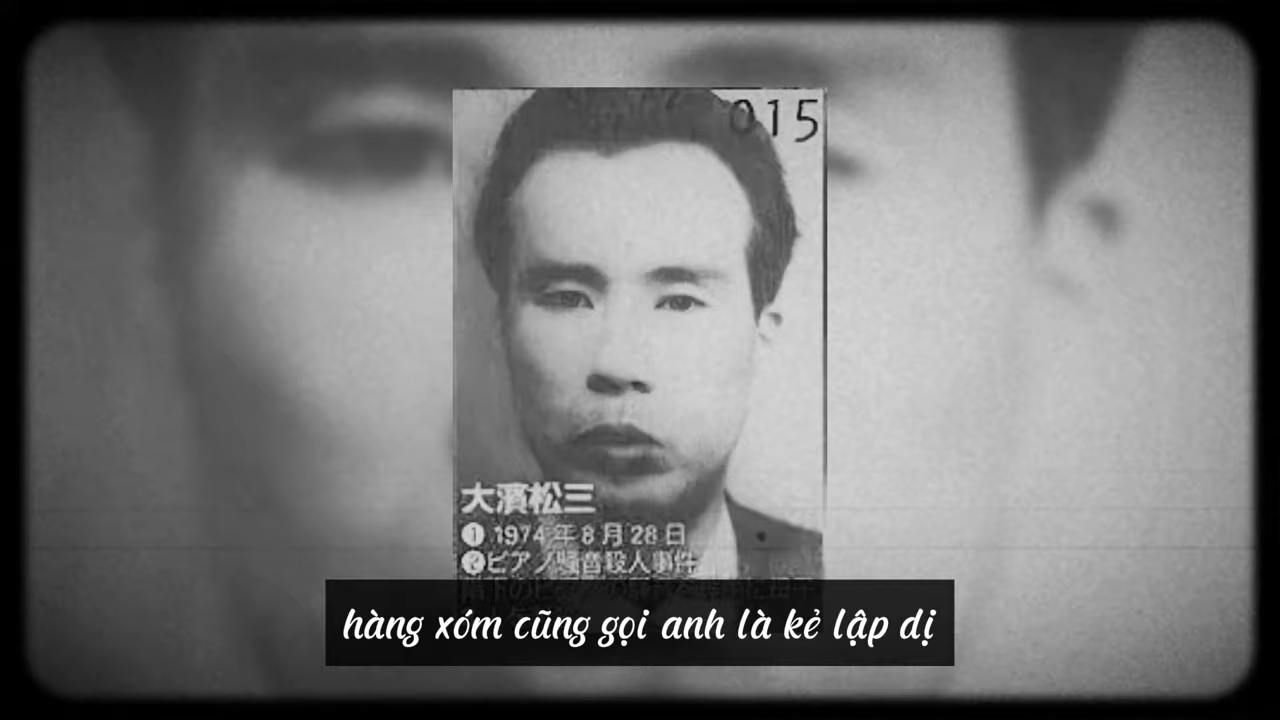 015
大濱松三
❶ 1974年8月28日
❷ピアノ騒音殺人事件
hàng xóm cũng gọi anh là kẻ lập dị